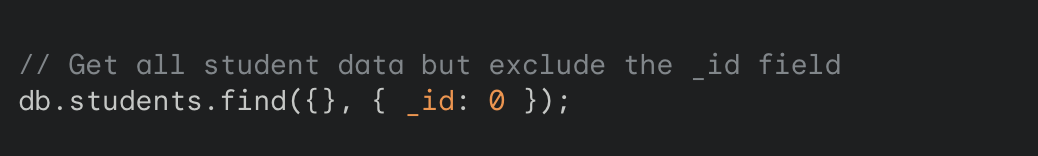 // Get all student data but exclude the _id field
db.students.find({}, { _id: 0 });